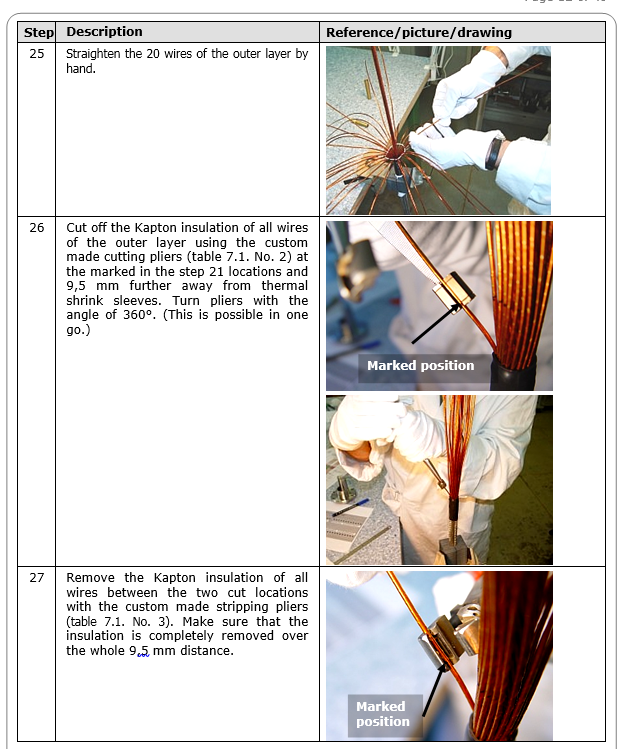 Step Description Reference/picture/drawing
25 Straighten the 20 wires of the outer layer by
hand.
26 Cut off the Kapton insulation of all wires
of the outer layer using the custom
made cutting pliers (table 7.1. No. 2) at
the marked in the step 21 locations and
9,5 mm further away from thermal
shrink sleeves. Turn pliers with the
angle of 360°. (This is possible in one
go.)
Marked position
27 Remove the Kapton insulation of all
wires between the two cut locations
with the custom made stripping pliers
(table 7.1. No. 3). Make sure that the
insulation is completely removed over
the whole 9,5 mm distance.
Marked
position